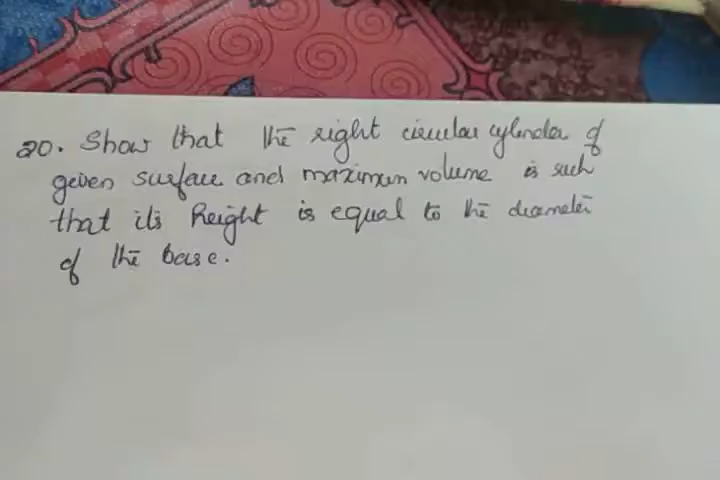 20. Show that the right circular cylinder of
given surface and maximum volume is such
that its height is equal to the diameter
of the base.